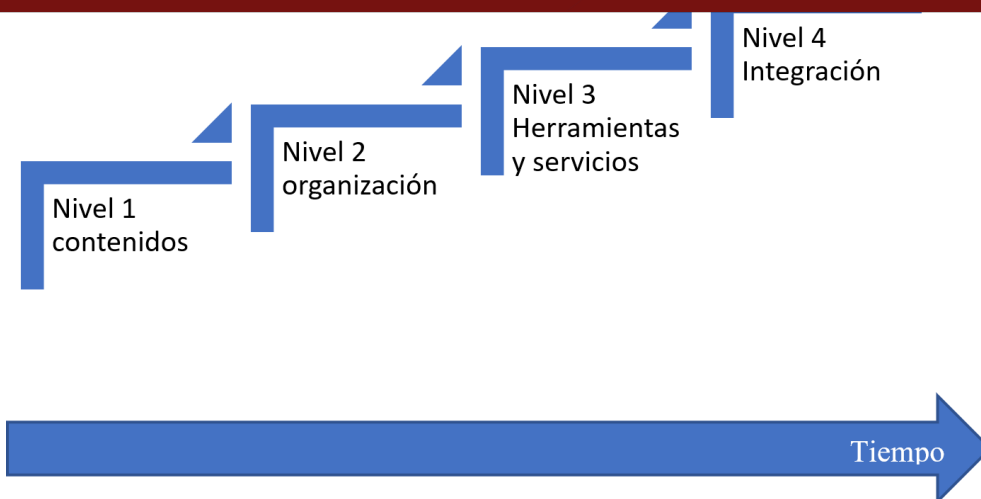 Nivel 1
contenidos
Nivel 2
organización
Nivel 3
Herramientas
y servicios
Nivel 4
Integración
Tiempo